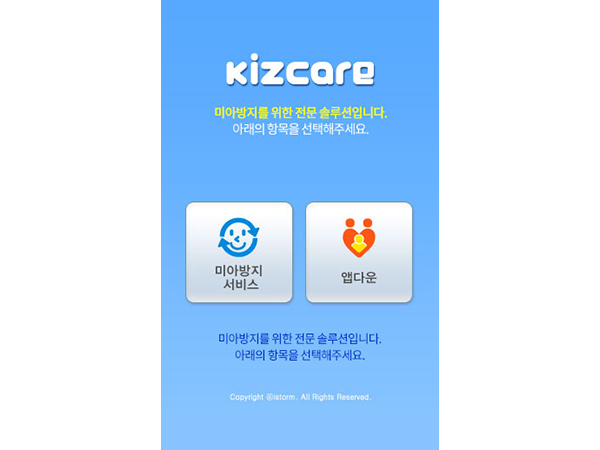 Kizcare
미아방지를 위한 전문 솔루션입니다.
아래의 항목을 선택해주세요.
미아방지
서비스
앱다운
미아방지를 위한 전문 솔루션입니다.
아래의 항목을 선택해주세요.
Copyright ⓒistorm. All Rights Reserved.